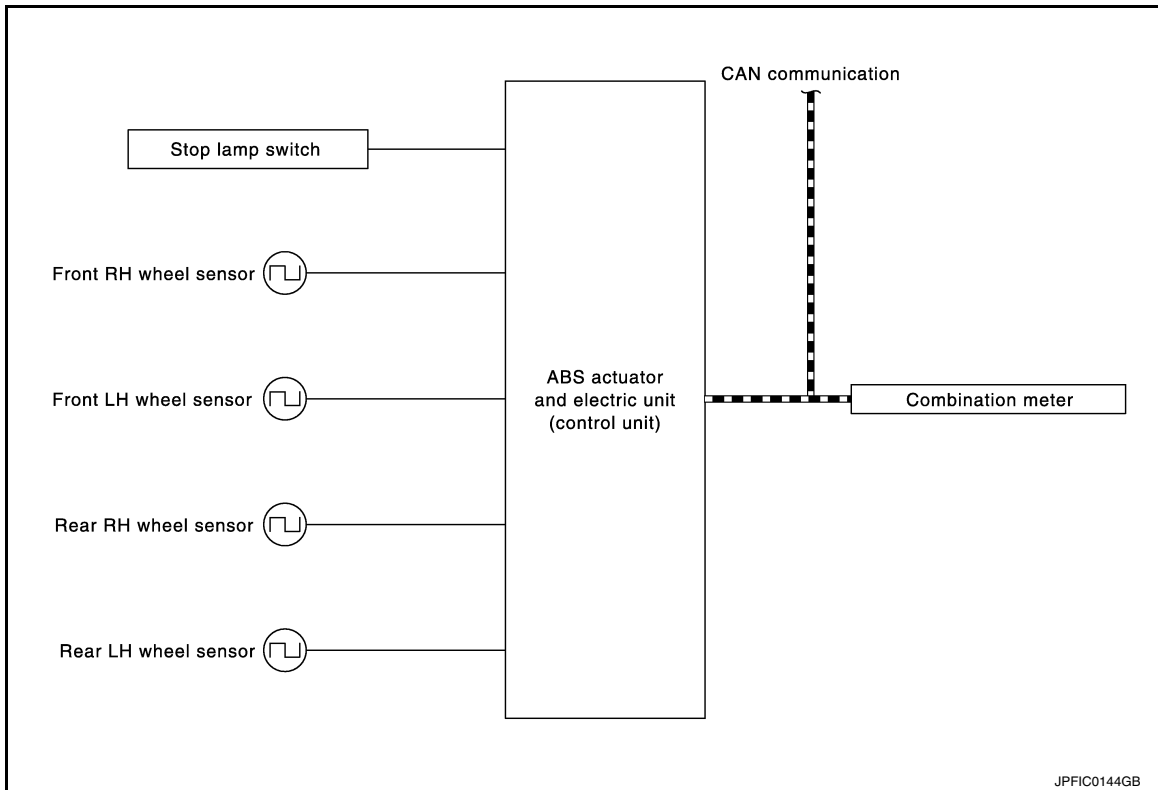 CAN communication
Stop lamp switch
Front RH wheel sensor
Front LH wheel sensor
ABS actuator
and electric unit
(control unit)
Combination meter
Rear RH wheel sensor
Rear LH wheel sensor
JPFIC0144GB